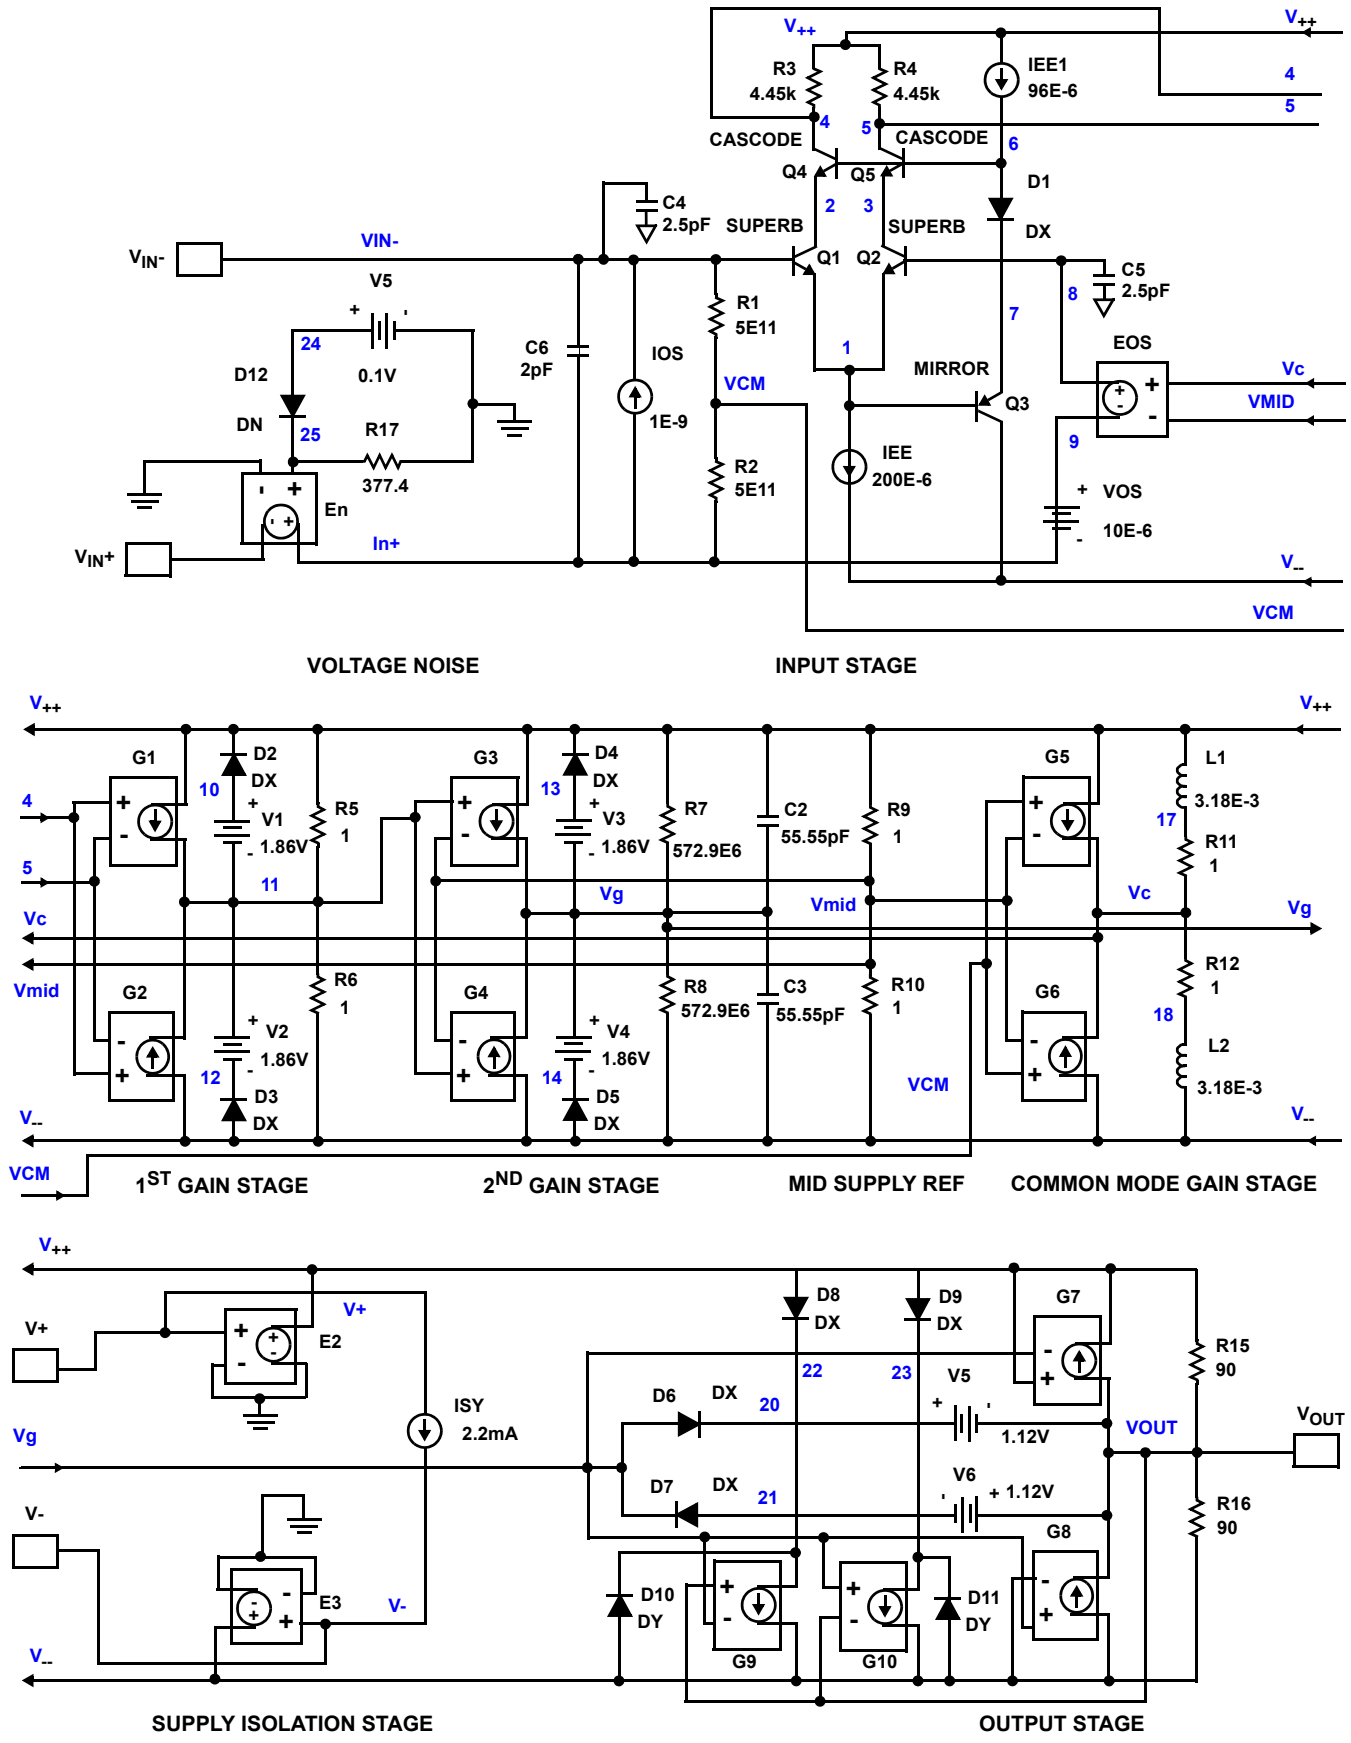 V++
V++
R3
4.45k
R4
4.45k
IEE1
96E-6
4
5
4
5
6
CASCODE
CASCODE
Q4
Q5
D1
DX
2
3
C4
2.5pF
SUPERB
SUPERB
VIN-
VIN-
Q1
Q2
C5
2.5pF
8
7
V5
+ -
24
0.1V
R1
5E11
EOS
1
C6
2pF
IOS
1E-9
VCM
MIRROR
Q3
+
-
+
-
Vc
VMID
D12
DN
25
R17
377.4
9
R2
5E11
IEE
200E-6
+ VOS
10E-6
-
- +
- +
En
VIN+
In+
V--
VCM
VOLTAGE NOISE
INPUT STAGE
V++
V++
G1
D2
DX
10
+
V1
- 1.86V
R5
1
G3
D4
DX
13
+
V3
- 1.86V
R7
572.9E6
C2
55.55pF
R9
1
G5
L1
3.18E-3
17
R11
1
4
+
-
+
-
+
-
5
11
Vg
Vmid
Vc
Vg
Vc
Vmid
G2
R6
1
G4
R8
572.9E6
C3
55.55pF
R10
1
G6
R12
1
18
-
+
+
V2
1.86V
-
12
D3
DX
-
+
+
V4
1.86V
-
14
D5
DX
-
+
L2
3.18E-3
VCM
V--
V--
VCM
1ST GAIN STAGE
2ND GAIN STAGE
MID SUPPLY REF
COMMON MODE GAIN STAGE
V++
V+
V+
+
-
+
-
E2
D8
DX
D9
DX
G7
-
+
R15
90
22
23
ISY
2.2mA
D6
DX
20
V5
+ -
1.12V
VOUT
VOUT
Vg
D7
DX
21
V6
- + 1.12V
R16
90
V-
G8
-
+
-
+
-
+
E3
V-
D10
DY
+
-
G9
+
-
G10
D11
DY
V--
SUPPLY ISOLATION STAGE
OUTPUT STAGE